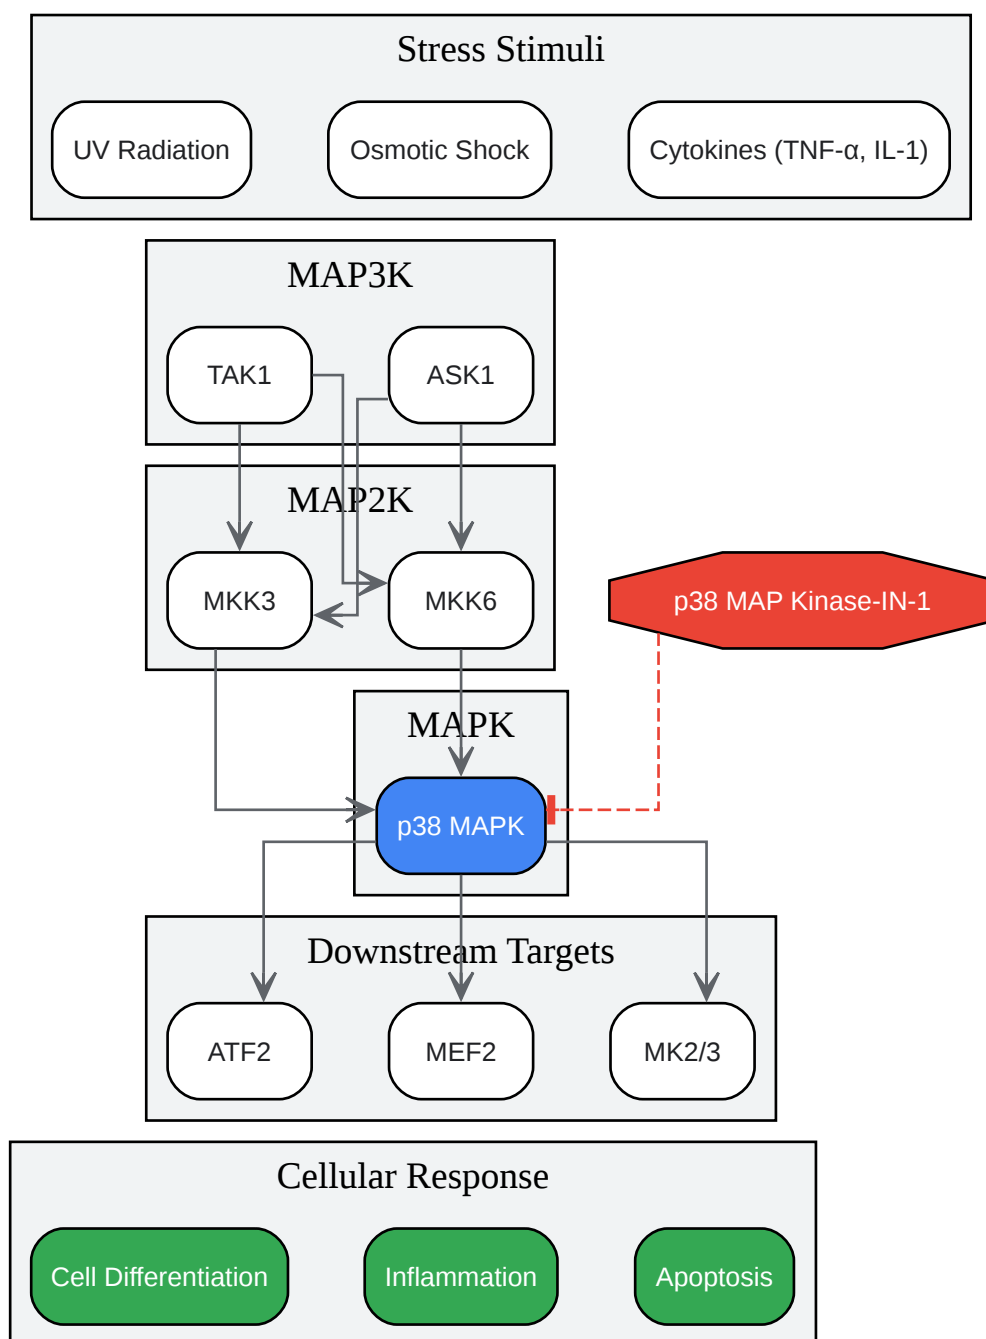 Stress Stimuli
UV Radiation
Osmotic Shock
Cytokines (TNF-α, IL-1)
MAP3K
TAK1
ASK1
MAP2K
MKK3
MKK6
p38 MAP Kinase-IN-1
MAPK
p38 MAPK
Downstream Targets
ATF2
MEF2
MK2/3
Cellular Response
Cell Differentiation
Inflammation
Apoptosis